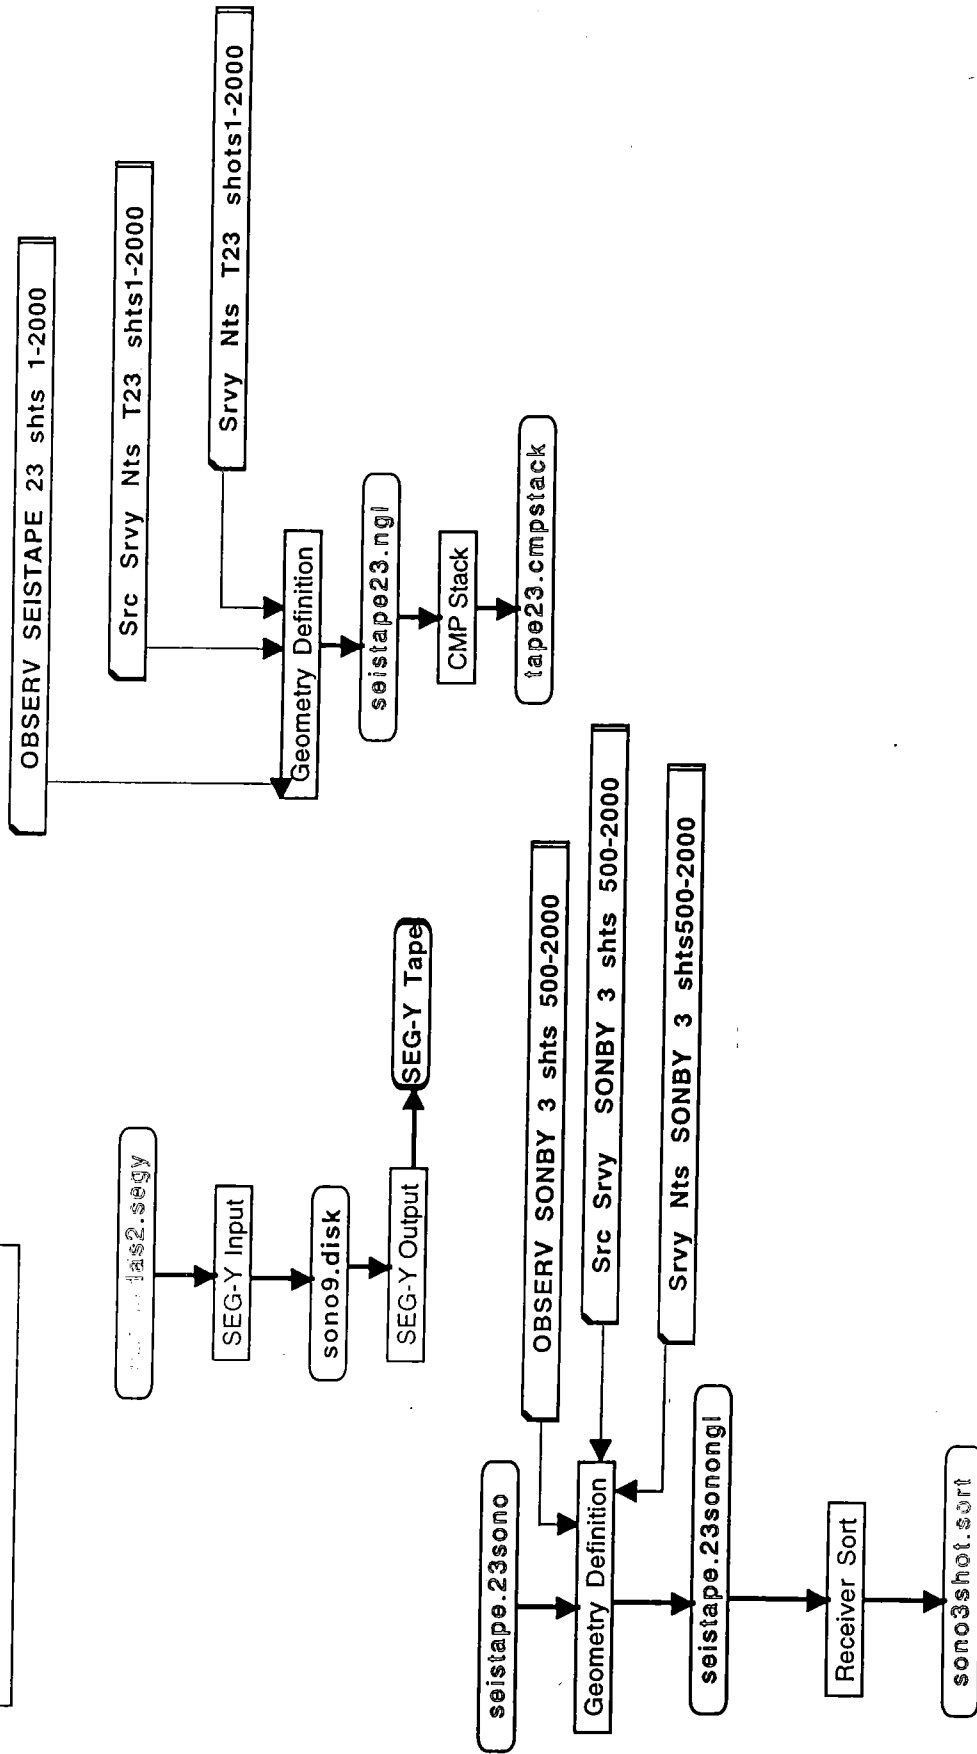 OBSERV SEISTAPE 23 shts 1-2000
Src Srvy Nts T23 shts1-2000
Srvy Nts T23 shots1-2000
Geometry Definition
seistape23.ngl
CMP Stack
tape23.cmpstack
las2.segy
SEG-Y Input
sono9.disk
SEG-Y Output
SEG-Y Tape
seistape.23sono
OBSERV SONBY 3 shts 500-2000
Src Srvy SONBY 3 shts 500-2000
Srvy Nts SONBY 3 shts500-2000
Geometry Definition
seistape.23sonongl
Receiver Sort
sono3shot.sort